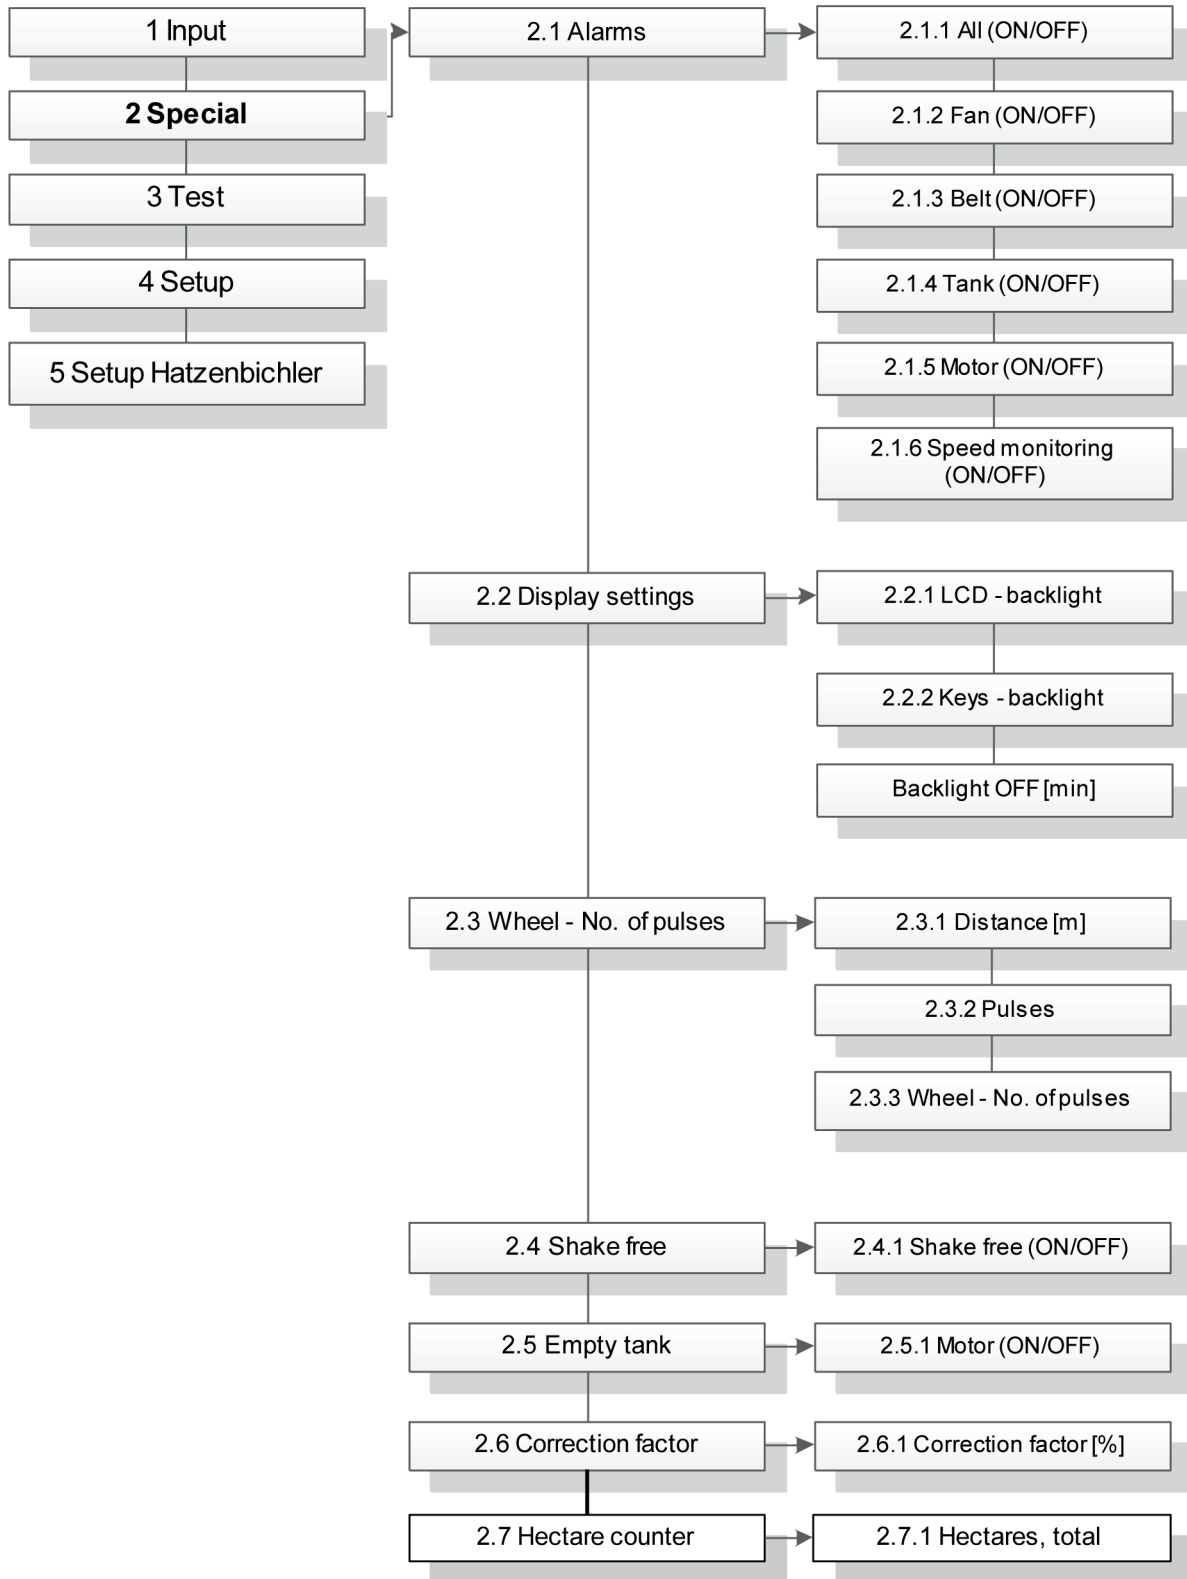 1 Input
2 Special
3 Test
4 Setup
5 Setup Hatzenbichler
2.1 Alarms
2.1.1 All (ON/OFF)
2.1.2 Fan (ON/OFF)
2.1.3 Belt (ON/OFF)
2.1.4 Tank (ON/OFF)
2.1.5 Motor (ON/OFF)
2.1.6 Speed monitoring
(ON/OFF)
2.2 Display settings
2.2.1 LCD - backlight
2.2.2 Keys - backlight
Backlight OFF [min]
2.3 Wheel - No. of pulses
2.3.1 Distance [m]
2.3.2 Pulses
2.3.3 Wheel - No. of pulses
2.4 Shake free
2.4.1 Shake free (ON/OFF)
2.5 Empty tank
2.5.1 Motor (ON/OFF)
2.6 Correction factor
2.6.1 Correction factor [%]
2.7 Hectare counter
2.7.1 Hectares, total